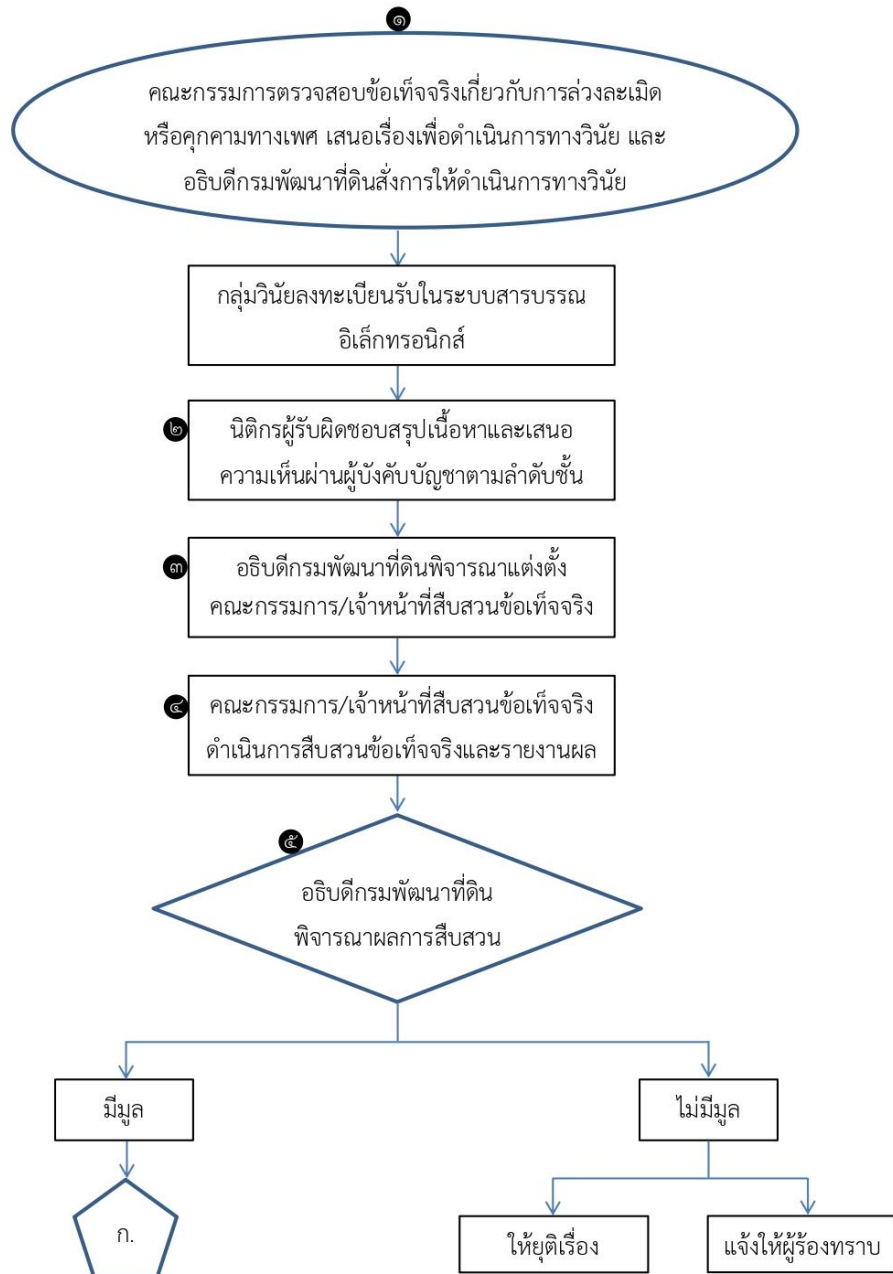 ๑
คณะกรรมการตรวจสอบข้อเท็จจริงเกี่ยวกับการล่วงละเมิด
หรือคุกคามทางเพศ เสนอเรื่องเพื่อดำเนินการทางวินัย และ
อธิบดีกรมพัฒนาที่ดินสั่งการให้ดำเนินการทางวินัย
กลุ่มวินัยลงทะเบียนรับในระบบสารบรรณ
อิเล็กทรอนิกส์
๒
นิติกรผู้รับผิดชอบสรุปเนื้อหาและเสนอ
ความเห็นผ่านผู้บังคับบัญชาตามลำดับชั้น
๓
อธิบดีกรมพัฒนาที่ดินพิจารณาแต่งตั้ง
คณะกรรมการ/เจ้าหน้าที่สืบสวนข้อเท็จจริง
๔
คณะกรรมการ/เจ้าหน้าที่สืบสวนข้อเท็จจริง
ดำเนินการสืบสวนข้อเท็จจริงและรายงานผล
๕
อธิบดีกรมพัฒนาที่ดิน
พิจารณาผลการสืบสวน
มีมูล
ไม่มีมูล
ก.
ให้ยุติเรื่อง
แจ้งให้ผู้ร้องทราบ